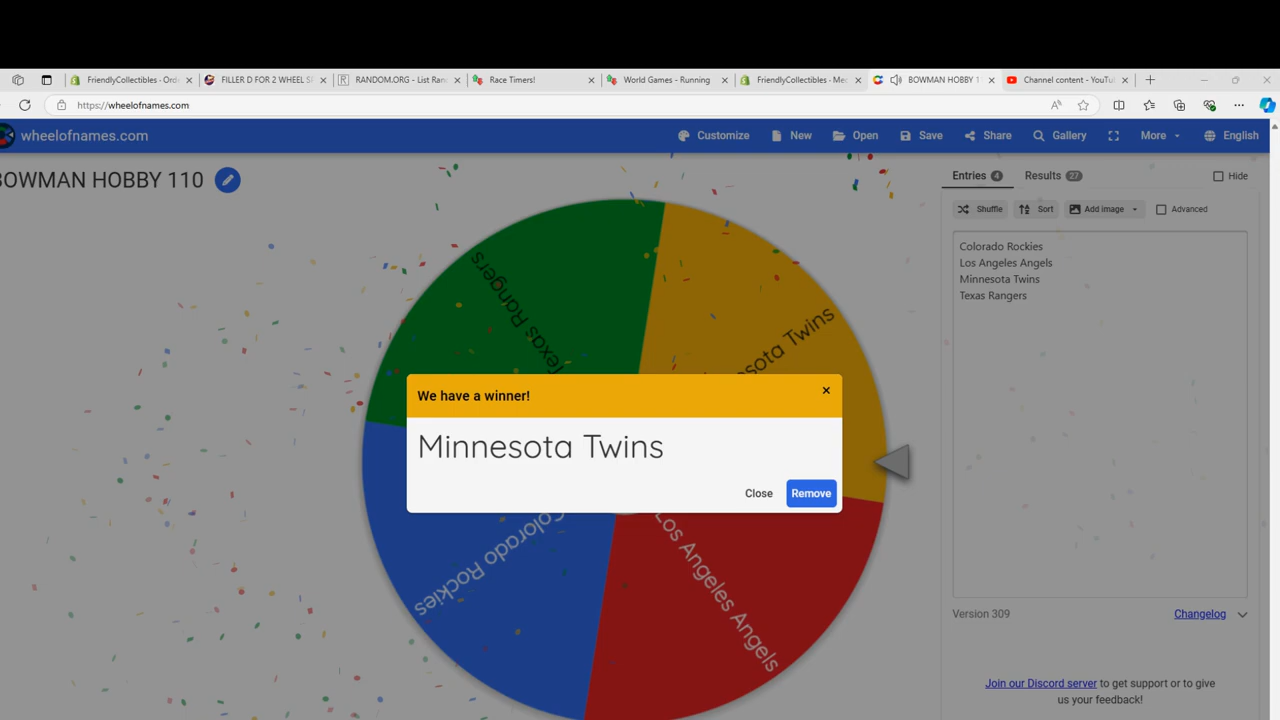 FriendlyCollectibles - Ord
FILLER D FOR 2 WHEEL SP
RANDOM.ORG - List Ran
Race Timers!
World Games - Running
FriendlyCollectibles - Med
BOWMAN HOBBY 1
Channel content - YouTu
https://wheelofnames.com
wheelofnames.com
Customize
New
Open
Save
Share
Gallery
More
English
BOWMAN HOBBY 110
Entries 4
Results 27
Hide
Shuffle
Sort
Add image
Advanced
Colorado Rockies
Los Angeles Angels
Minnesota Twins
Texas Rangers
Texas Rangers
esota Twins
Colorado Rockies
Los Angeles Angels
We have a winner!
Minnesota Twins
Close
Remove
Version 309
Changelog
Join our Discord server to get support or to give
us your feedback!